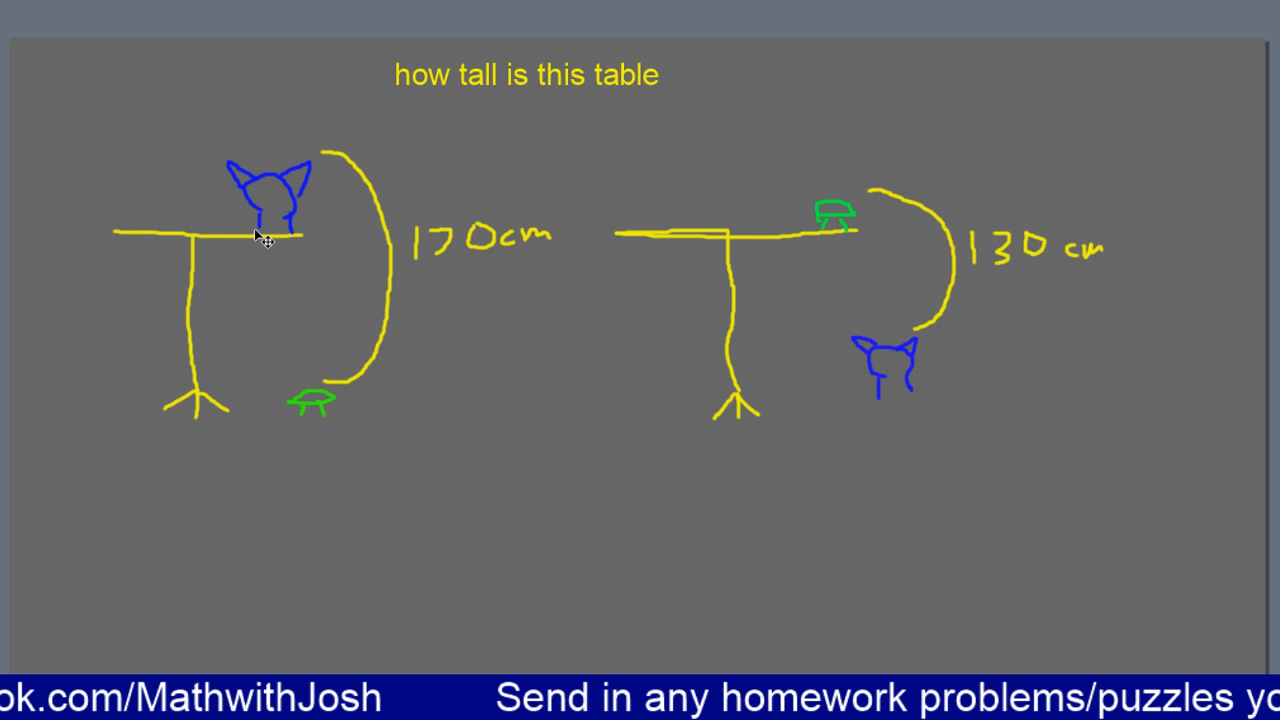 how tall is this table
170cm
130 cm
ok.com/MathwithJosh Send in any homework problems/puzzles yo